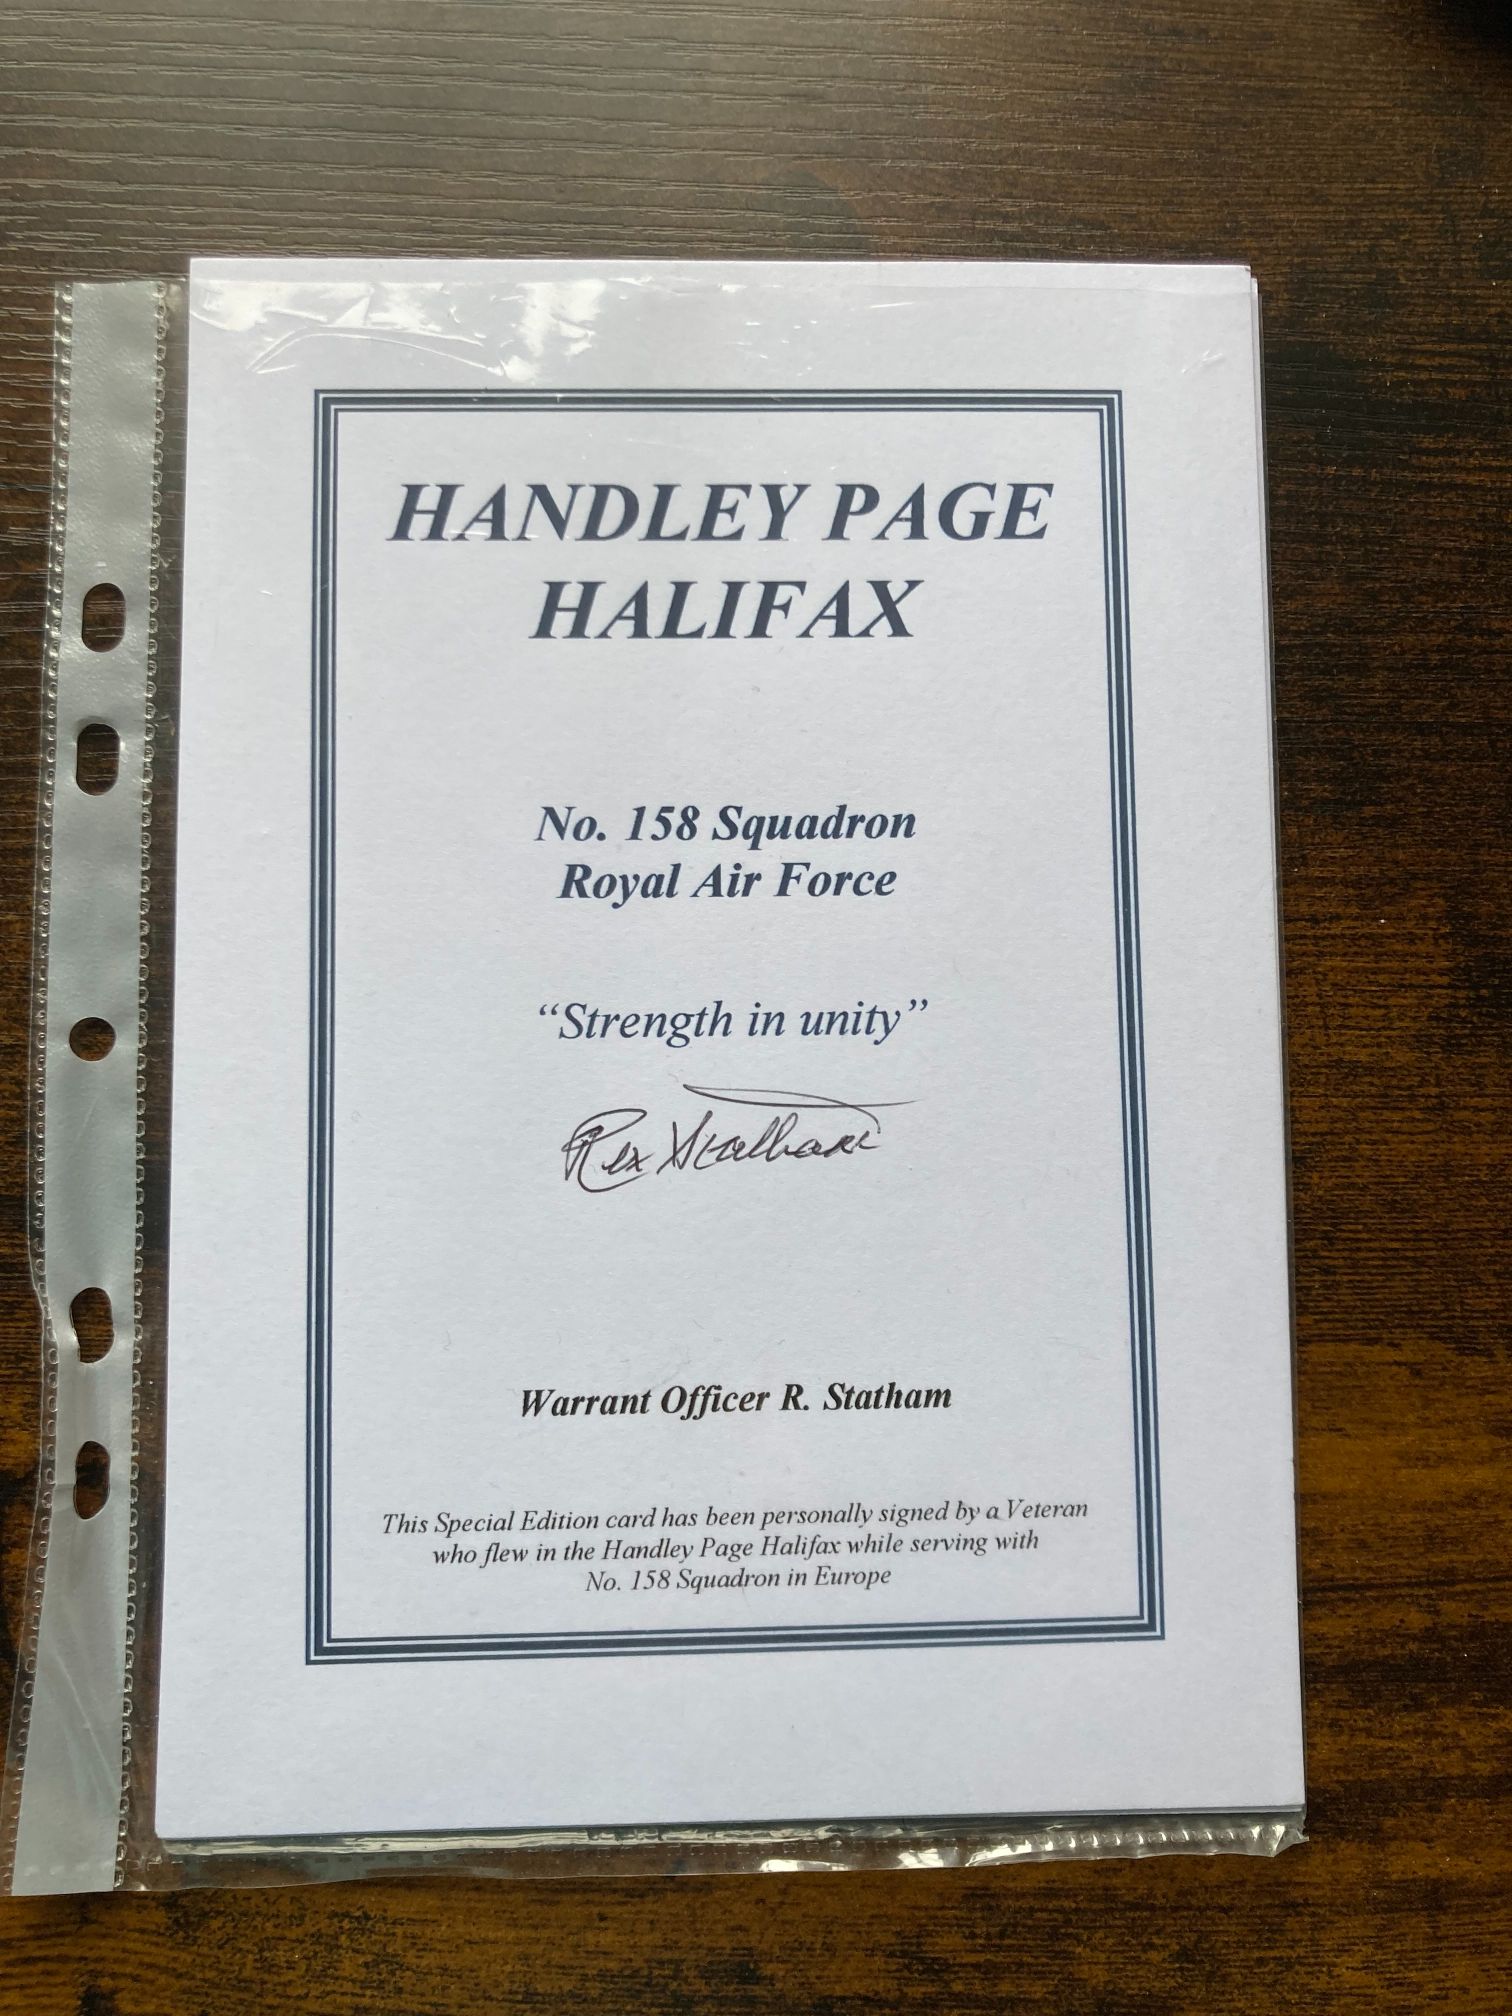 HANDLEY PAGE
HALIFAX
No. 158 Squadron
Royal Air Force
“Strength in unity”
Rex Statham
Warrant Officer R. Statham
This Special Edition card has been personally signed by a Veteran
who flew in the Handley Page Halifax while serving with
No. 158 Squadron in Europe